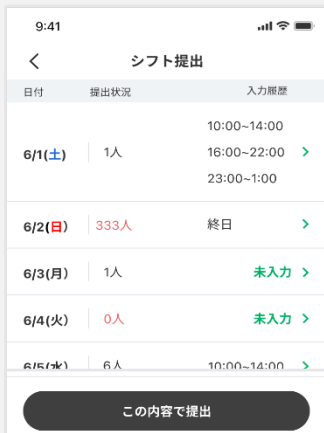 9:41
シフト提出
日付 提出状況 入力履歴
6/1(土) 1人 10:00~14:00
16:00~22:00
23:00~1:00
6/2(日) 333人 終日
6/3(月) 1人 未入力
6/4(火) 0人 未入力
6/5(水) 6人 10:00~14:00
この内容で提出